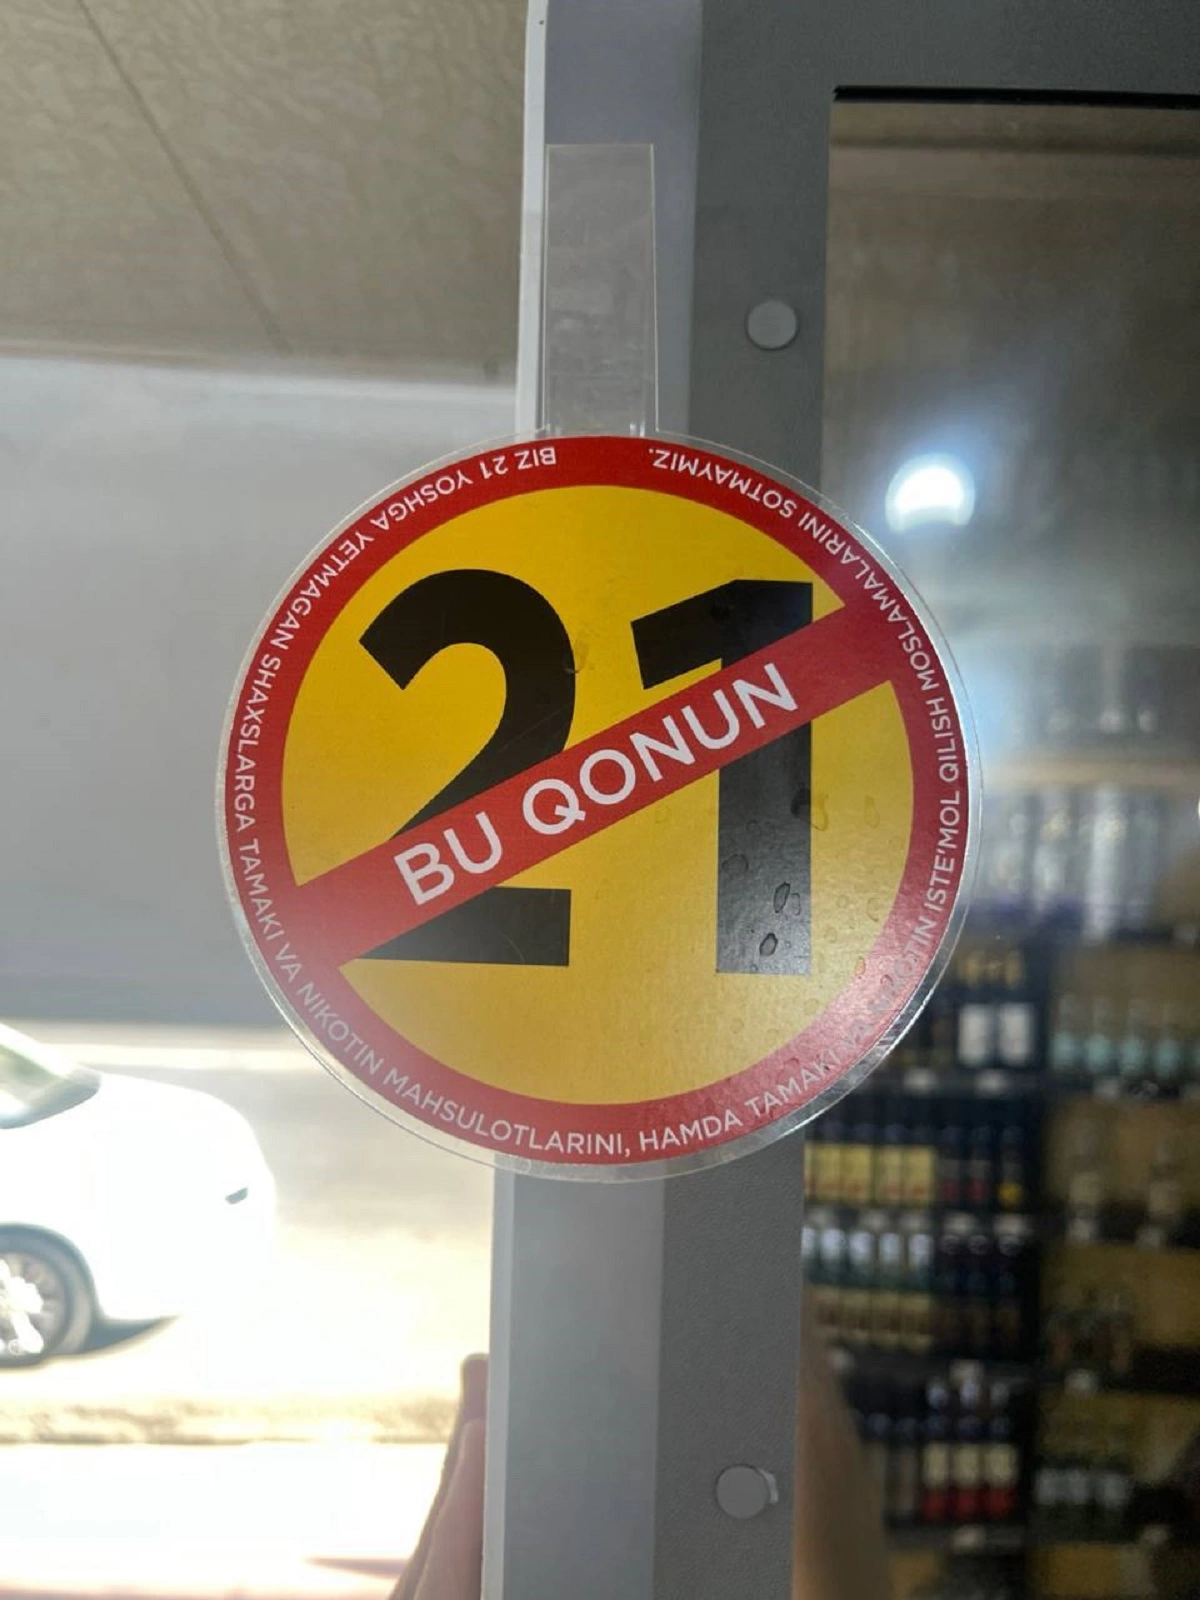 21
BU QONUN
BIZ 21 YOSHGA YETMAGAN SHAXSLARGA TAMAKI VA NIKOTIN MAHSULOTLARINI, HAMDA TAMAKI VA NIKOTIN ISTE'MOL QILISH MOSLAMALARINI SOTMAYMIZ.